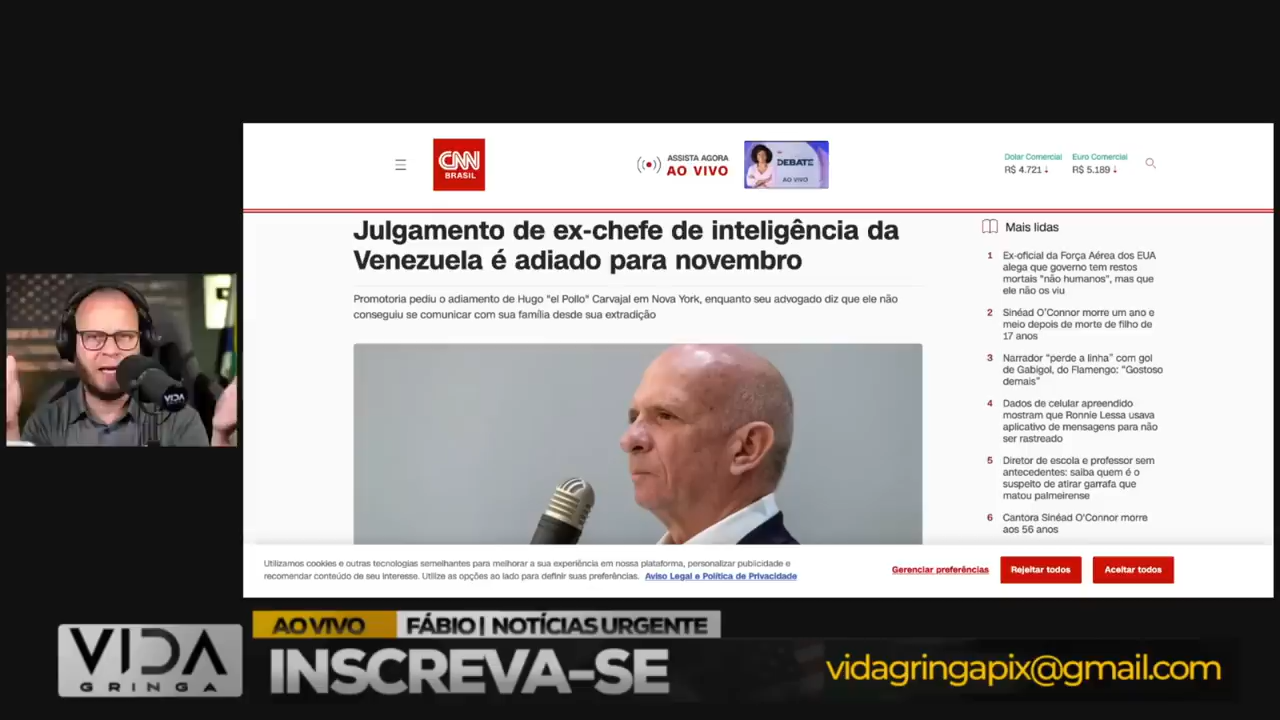 CNN
BRASIL
ASSISTA AGORA
AO VIVO
DEBATE
AO VIVO
Dólar Comercial
R$ 4.721 ↓
Euro Comercial
R$ 5.189 ↓
Julgamento de ex-chefe de inteligência da
Venezuela é adiado para novembro
Promotoria pediu o adiamento de Hugo "el Pollo" Carvajal em Nova York, enquanto seu advogado diz que ele não
conseguiu se comunicar com sua família desde sua extradição
Mais lidas
1 Ex-oficial da Força Aérea dos EUA
alega que governo tem restos
mortais "não humanos", mas que
ele não os viu
2 Sinéad O'Connor morre um ano e
meio depois de morte de filho de
17 anos
3 Narrador "perde a linha" com gol
de Gabigol, do Flamengo: "Gostoso
demais"
4 Dados de celular apreendido
mostram que Ronnie Lessa usava
aplicativo de mensagens para não
ser rastreado
5 Diretor de escola e professor sem
antecedentes: saiba quem é o
suspeito de atirar garrafa que
matou palmeirense
6 Cantora Sinéad O'Connor morre
aos 56 anos
VIDA
Utilizamos cookies e outras tecnologias semelhantes para melhorar a sua experiência em nossa plataforma, personalizar publicidade e
recomendar conteúdo de seu interesse. Utilize as opções ao lado para definir suas preferências. Aviso Legal e Política de Privacidade
Gerenciar preferências
Rejeitar todos
Aceitar todos
AO VIVO
FÁBIO | NOTÍCIAS URGENTE
VIDA
GRINGA
INSCREVA-SE
vidagringapix@gmail.com